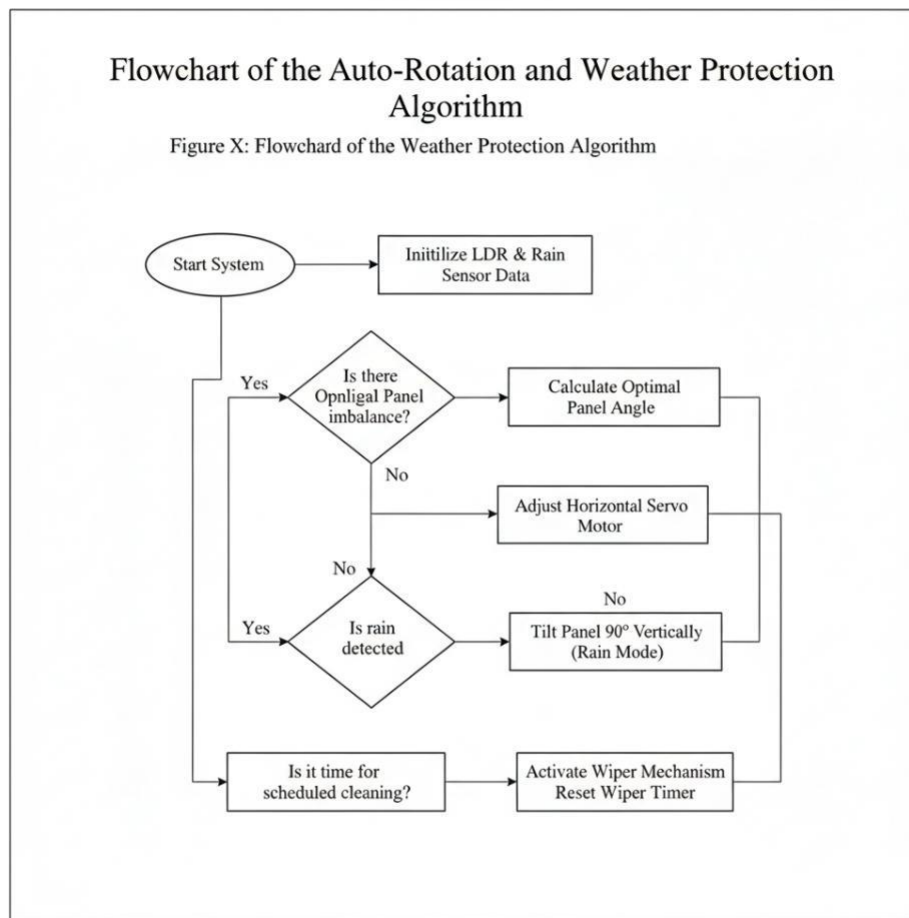 Flowchart of the Auto-Rotation and Weather Protection
Algorithm
Figure X: Flowchard of the Weather Protection Algorithm
Start System
Inittilize LDR & Rain
Sensor Data
Yes
Is there
Opnligal Panel
imbalance?
Calculate Optimal
Panel Angle
No
Adjust Horizontal Servo
Motor
No
No
Yes
Is rain
detected
Tilt Panel 90° Vertically
(Rain Mode)
Is it time for
scheduled cleaning?
Activate Wiper Mechanism
Reset Wiper Timer